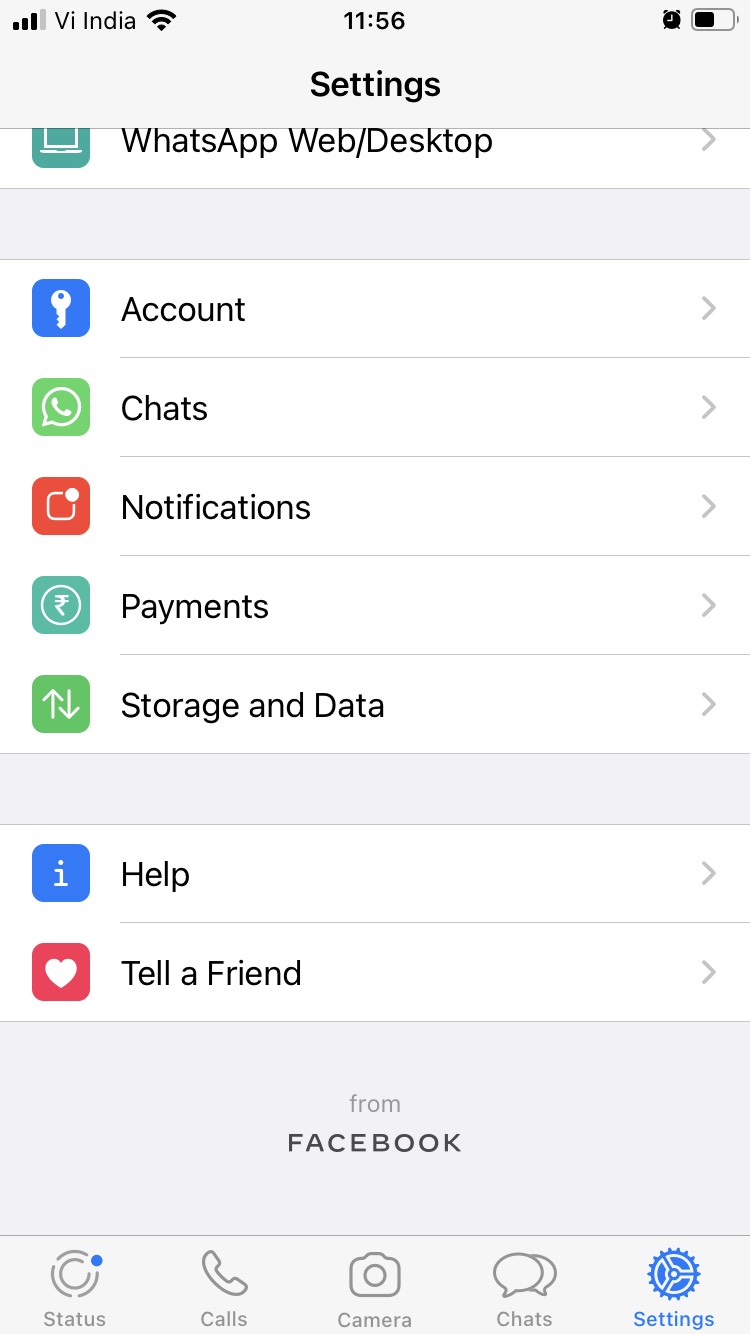 Vi India
11:56
Settings
WhatsApp Web/Desktop
Account
Chats
Notifications
₹
Payments
Storage and Data
i
Help
Tell a Friend
from
FACEBOOK
Status
Calls
Camera
Chats
Settings